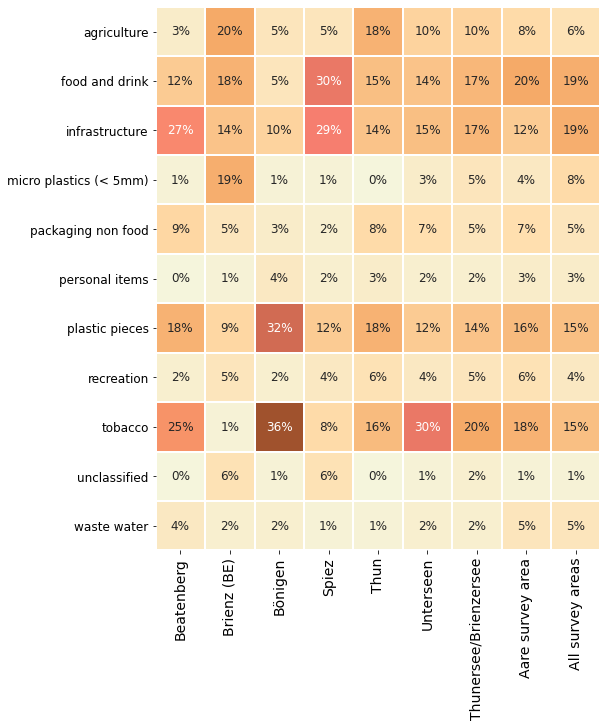 agriculture 3% 20% 5% 5% 18% 10% 10% 8% 6%
food and drink 12% 18% 5% 30% 15% 14% 17% 20% 19%
infrastructure 27% 14% 10% 29% 14% 15% 17% 12% 19%
micro plastics (< 5mm) 1% 19% 1% 1% 0% 3% 5% 4% 8%
packaging non food 9% 5% 3% 2% 8% 7% 5% 7% 5%
personal items 0% 1% 4% 2% 3% 2% 2% 3% 3%
plastic pieces 18% 9% 32% 12% 18% 12% 14% 16% 15%
recreation 2% 5% 2% 4% 6% 4% 5% 6% 4%
tobacco 25% 1% 36% 8% 16% 30% 20% 18% 15%
unclassified 0% 6% 1% 6% 0% 1% 2% 1% 1%
waste water 4% 2% 2% 1% 1% 2% 2% 5% 5%
Beatenberg
Brienz (BE)
Bönigen
Spiez
Thun
Unterseen
Thunersee/Brienzersee
Aare survey area
All survey areas